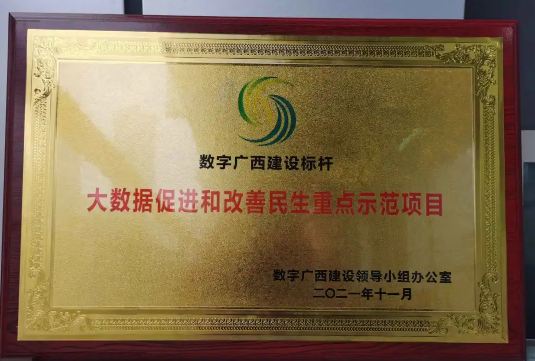 数字广西建设标杆
大数据促进和改善民生重点示范项目
数字广西建设领导小组办公室
二〇二一年十一月